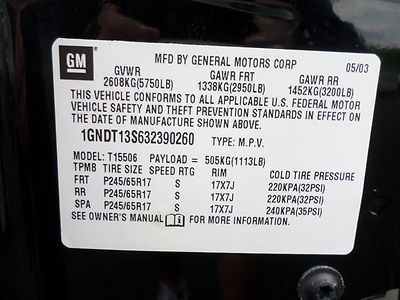 GM
MFD BY GENERAL MOTORS CORP
05/03
GVWR GAWR FRT GAWR RR
2608KG(5750LB) 1338KG(2950LB) 1452KG(3200LB)
THIS VEHICLE CONFORMS TO ALL APPLICABLE U.S. FEDERAL MOTOR
VEHICLE SAFETY AND THEFT PREVENTION STANDARDS IN EFFECT ON
THE DATE OF MANUFACTURE SHOWN ABOVE.
1GNDT13S632390260 TYPE: M.P.V.
MODEL: T15506 PAYLOAD = 505KG(1113LB)
TPMB TIRE SIZE SPEED RTG RIM COLD TIRE PRESSURE
FRT P245/65R17 S 17X7J 220KPA(32PSI)
RR P245/65R17 S 17X7J 220KPA(32PSI)
SPA P245/65R17 S 17X7J 240KPA(35PSI)
SEE OWNER'S MANUAL FOR MORE INFORMATION